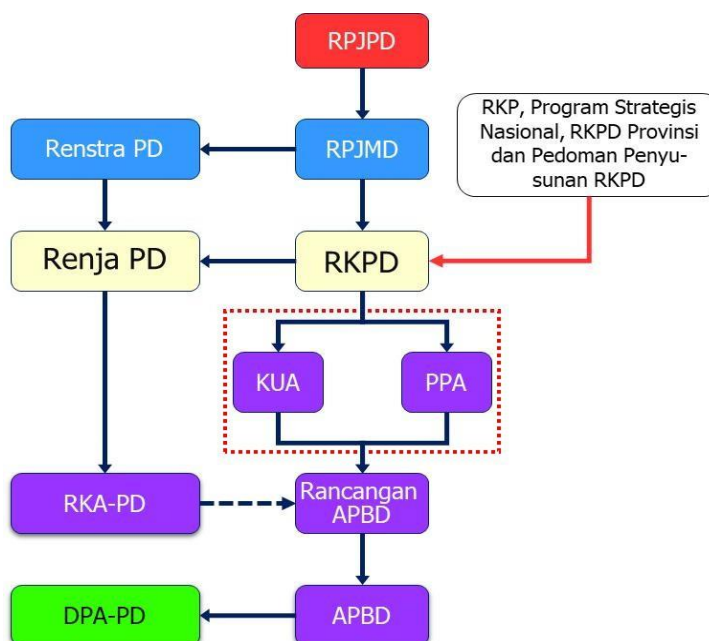 RPJPD
RKP, Program Strategis
Nasional, RKPD Provinsi
dan Pedoman Penyu-
sunan RKPD
Renstra PD
RPJMD
Renja PD
RKPD
KUA
PPA
RKA-PD
Rancangan
APBD
DPA-PD
APBD